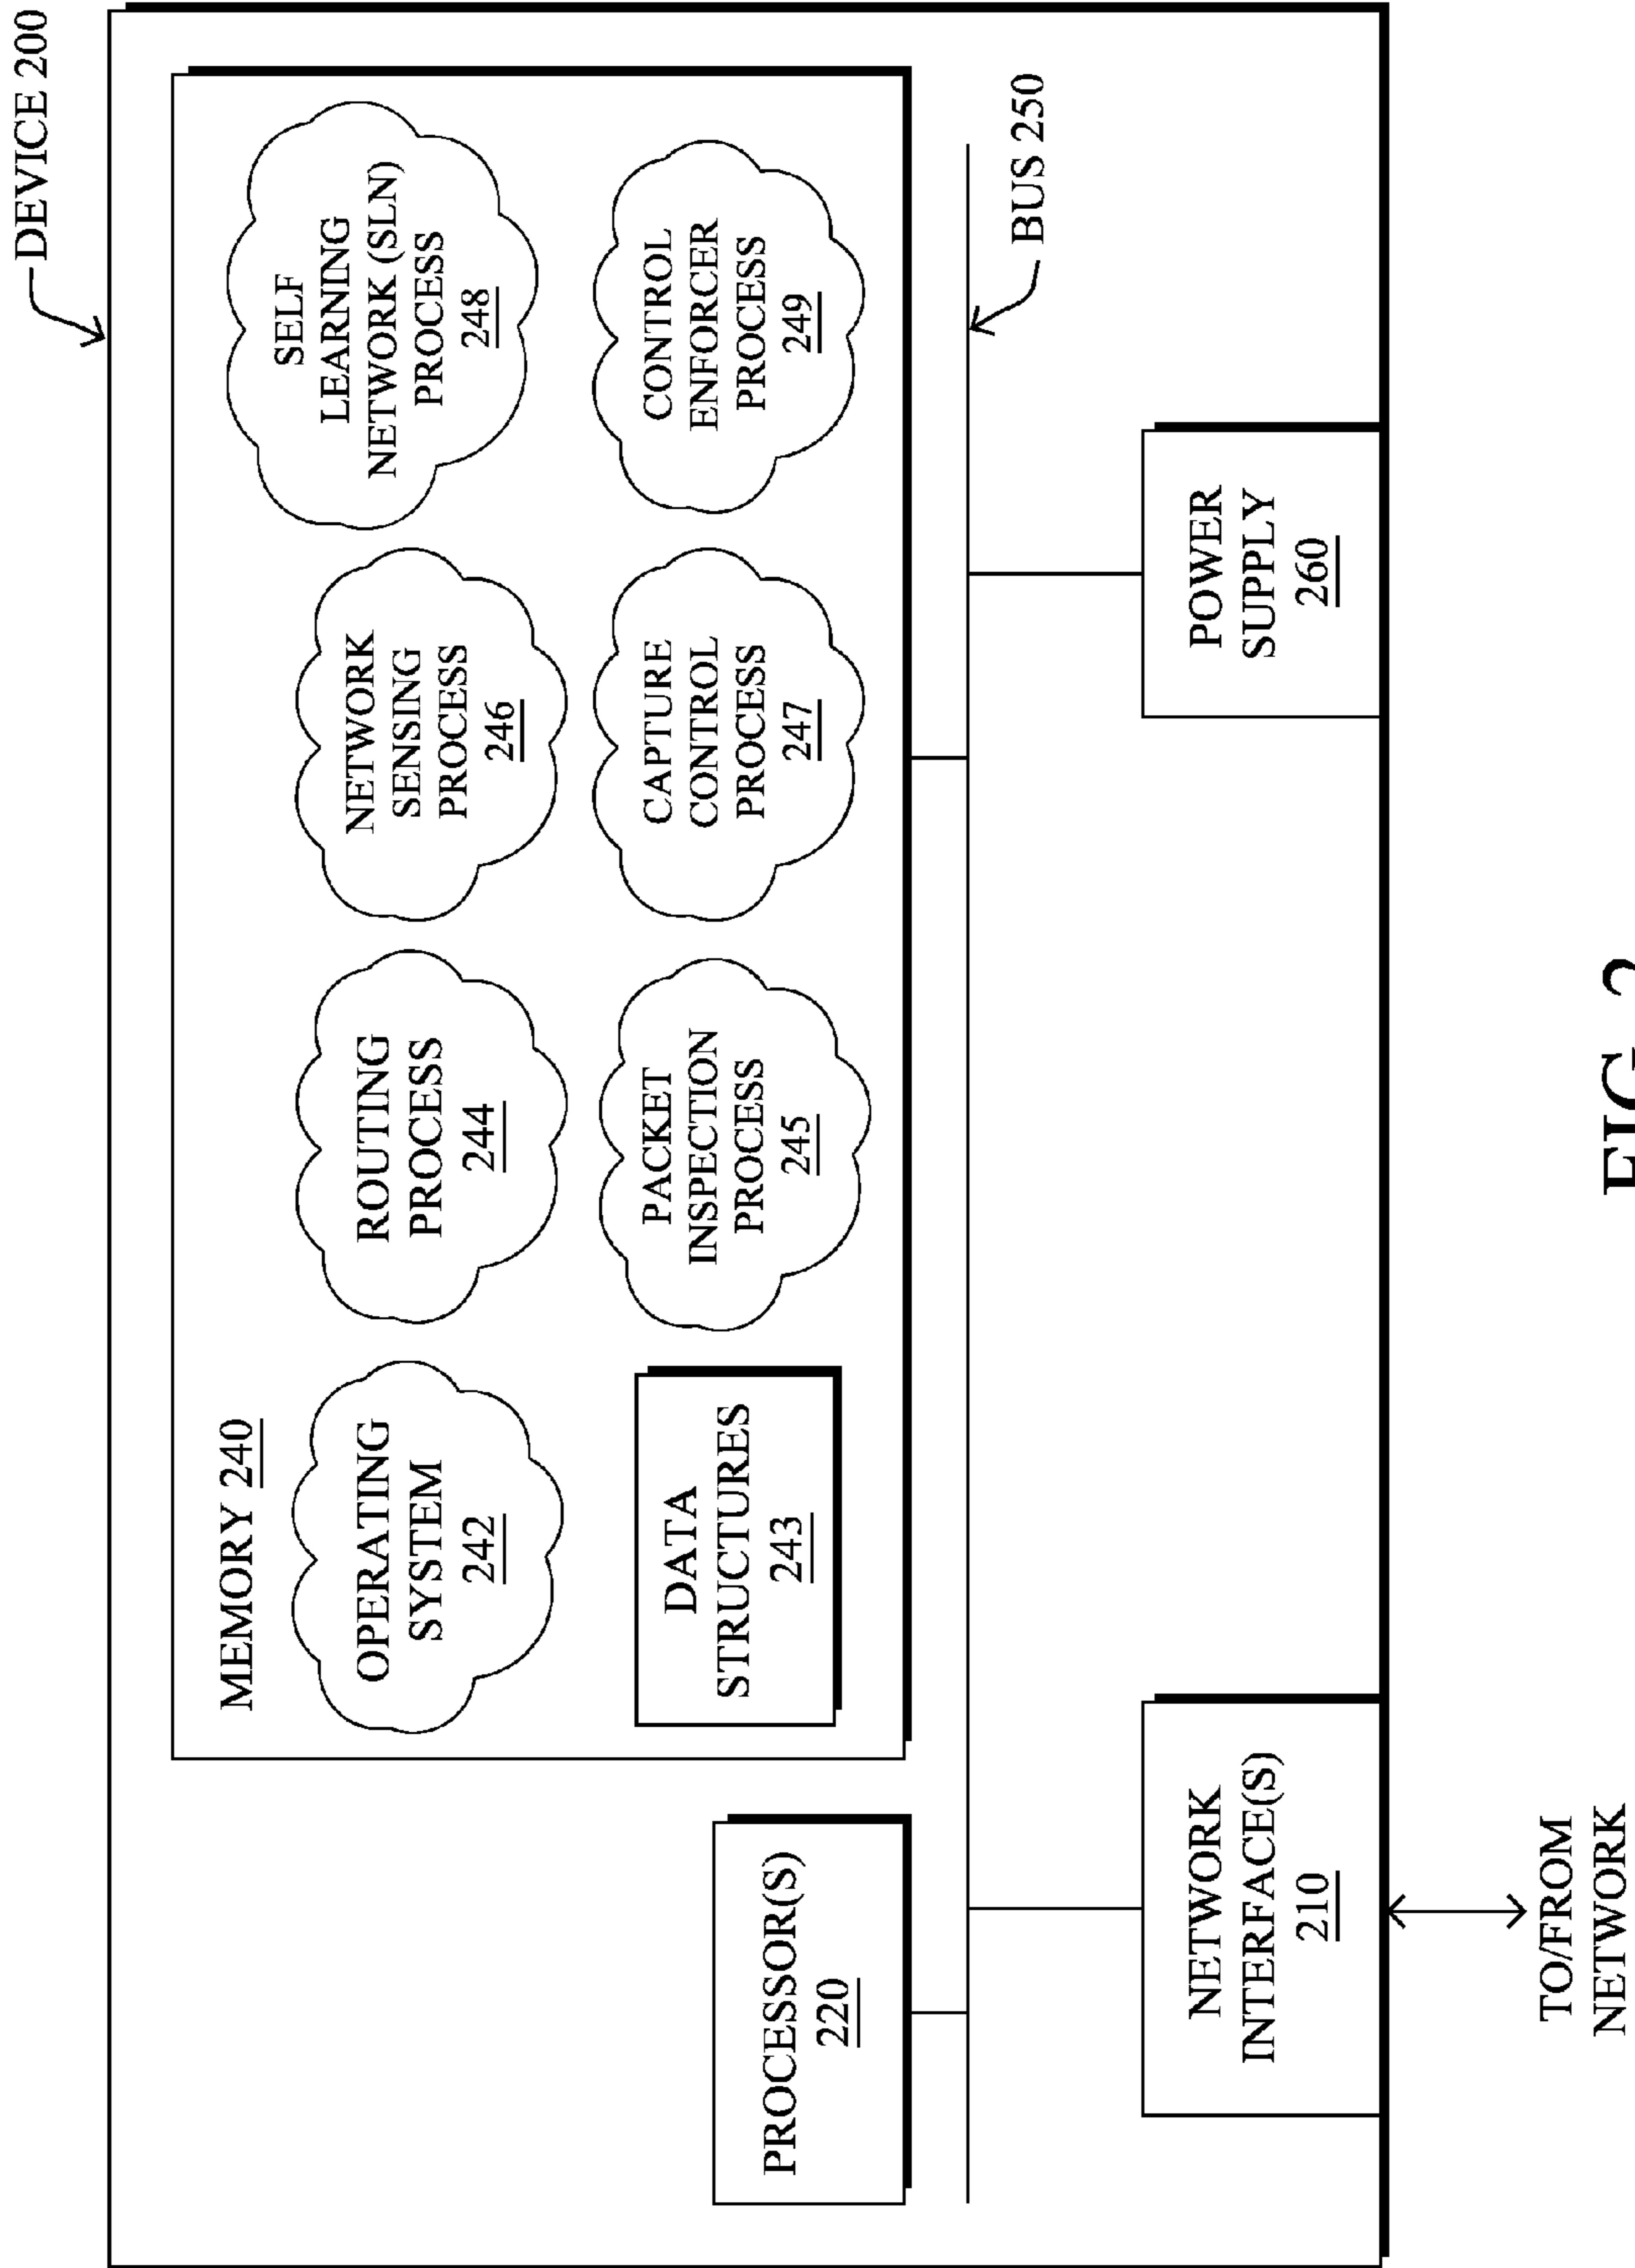 DEVICE 200
MEMORY 240
OPERATING
SYSTEM
242
ROUTING
PROCESS
244
NETWORK
SENSING
PROCESS
246
SELF
LEARNING
NETWORK (SLN)
PROCESS
248
DATA
STRUCTURES
243
PACKET
INSPECTION
PROCESS
245
CAPTURE
CONTROL
PROCESS
247
CONTROL
ENFORCER
PROCESS
249
PROCESSOR(S)
220
BUS 250
NETWORK
INTERFACE(S)
210
POWER
SUPPLY
260
TO/FROM
NETWORK
FIG. 2